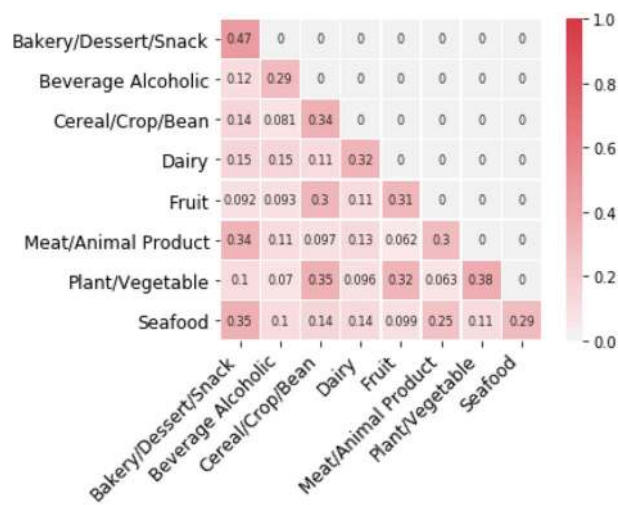 Bakery/Dessert/Snack 0.47 0 0 0 0 0 0 0
Beverage Alcoholic 0.12 0.29 0 0 0 0 0 0
Cereal/Crop/Bean 0.14 0.081 0.34 0 0 0 0 0
Dairy 0.15 0.15 0.11 0.32 0 0 0 0
Fruit 0.092 0.093 0.3 0.11 0.31 0 0 0
Meat/Animal Product 0.34 0.11 0.097 0.13 0.062 0.3 0 0
Plant/Vegetable 0.1 0.07 0.35 0.096 0.32 0.063 0.38 0
Seafood 0.35 0.1 0.14 0.14 0.099 0.25 0.11 0.29
Bakery/Dessert/Snack
Beverage Alcoholic
Cereal/Crop/Bean
Dairy
Fruit
Meat/Animal Product
Plant/Vegetable
Seafood
1.0
0.8
0.6
0.4
0.2
0.0